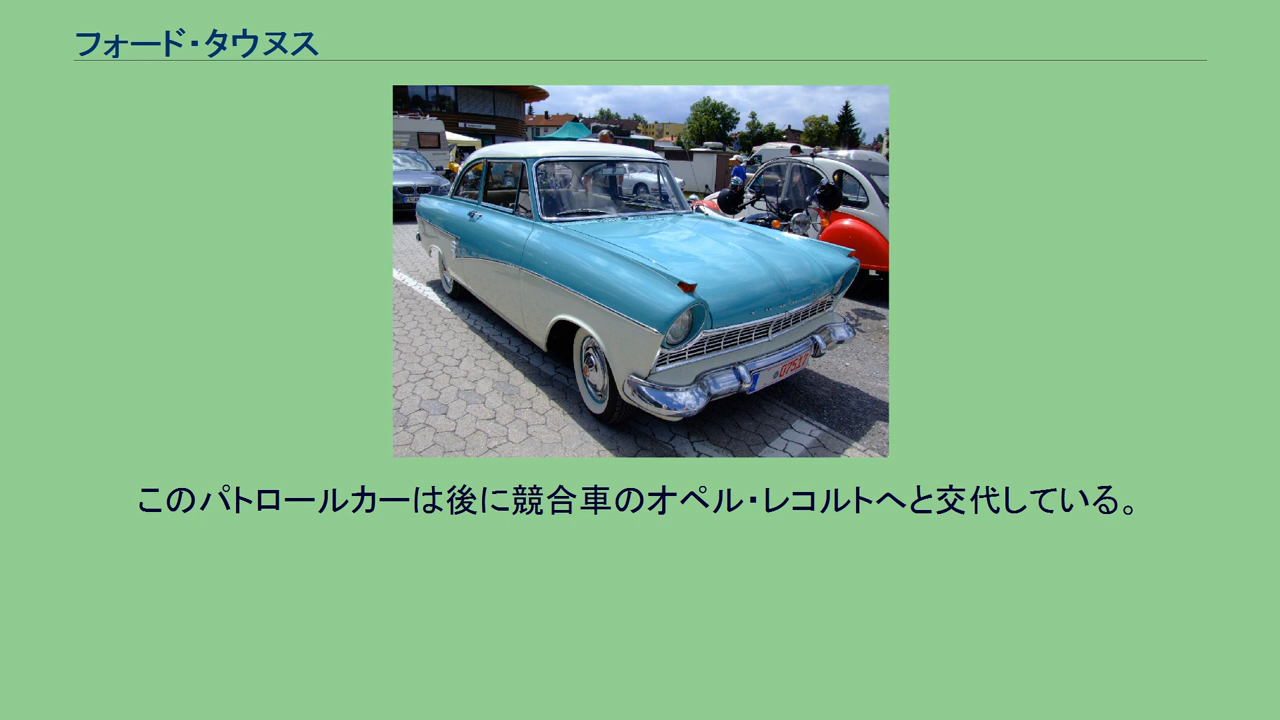 フォード・タウヌス
07517
このパトロールカーは後に競合車のオペル・レコルトへと交代している。